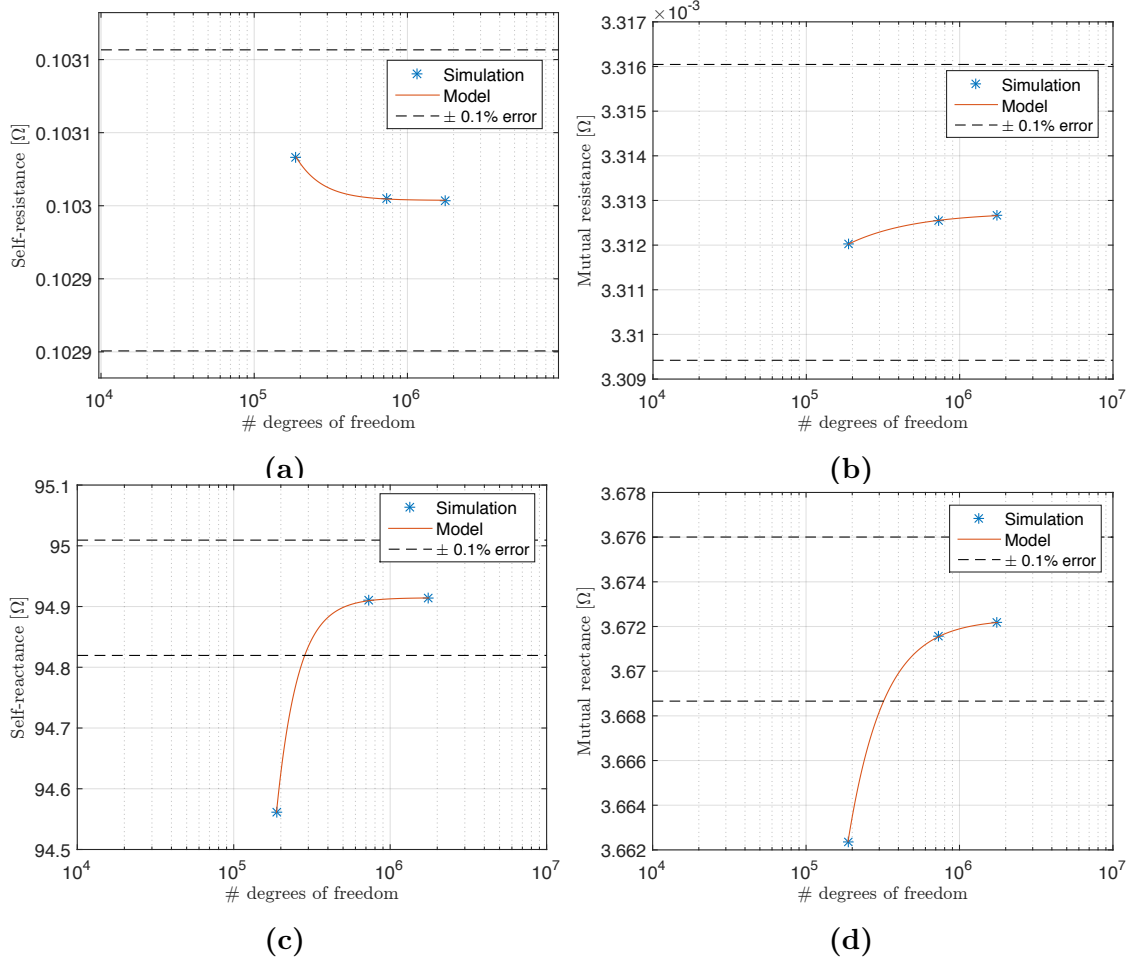 0.1031
0.1031
0.103
0.1029
0.1029
Self-resistance [Ω]
Simulation
Model
± 0.1% error
10^4
10^5
10^6
# degrees of freedom
(a)
×10^-3
3.317
3.316
3.315
3.314
3.313
3.312
3.311
3.31
3.309
Mutual resistance [Ω]
Simulation
Model
± 0.1% error
10^4
10^5
10^6
10^7
# degrees of freedom
(b)
95.1
95
94.9
94.8
94.7
94.6
94.5
Self-reactance [Ω]
Simulation
Model
± 0.1% error
10^4
10^5
10^6
10^7
# degrees of freedom
(c)
3.678
3.676
3.674
3.672
3.67
3.668
3.666
3.664
3.662
Mutual reactance [Ω]
Simulation
Model
± 0.1% error
10^4
10^5
10^6
10^7
# degrees of freedom
(d)